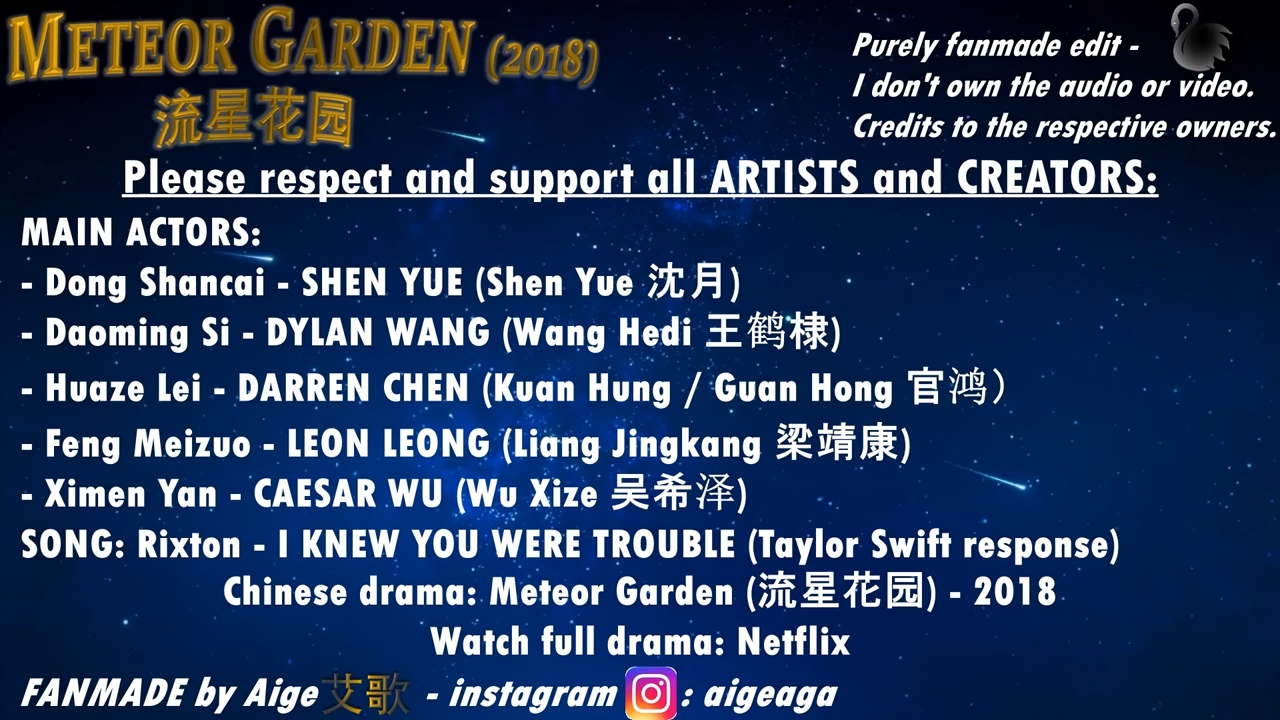 METEOR GARDEN (2018)
流星花园
Purely fanmade edit -
I don't own the audio or video.
Credits to the respective owners.
Please respect and support all ARTISTS and CREATORS:
MAIN ACTORS:
- Dong Shancai - SHEN YUE (Shen Yue 沈月)
- Daoming Si - DYLAN WANG (Wang Hedi 王鹤棣)
- Huaze Lei - DARREN CHEN (Kuan Hung / Guan Hong 官鸿）
- Feng Meizuo - LEON LEONG (Liang Jingkang 梁靖康)
- Ximen Yan - CAESAR WU (Wu Xize 吴希泽)
SONG: Rixton - I KNEW YOU WERE TROUBLE (Taylor Swift response)
Chinese drama: Meteor Garden (流星花园) - 2018
Watch full drama: Netflix
FANMADE by Aige 艾歌 - instagram : aigeaga